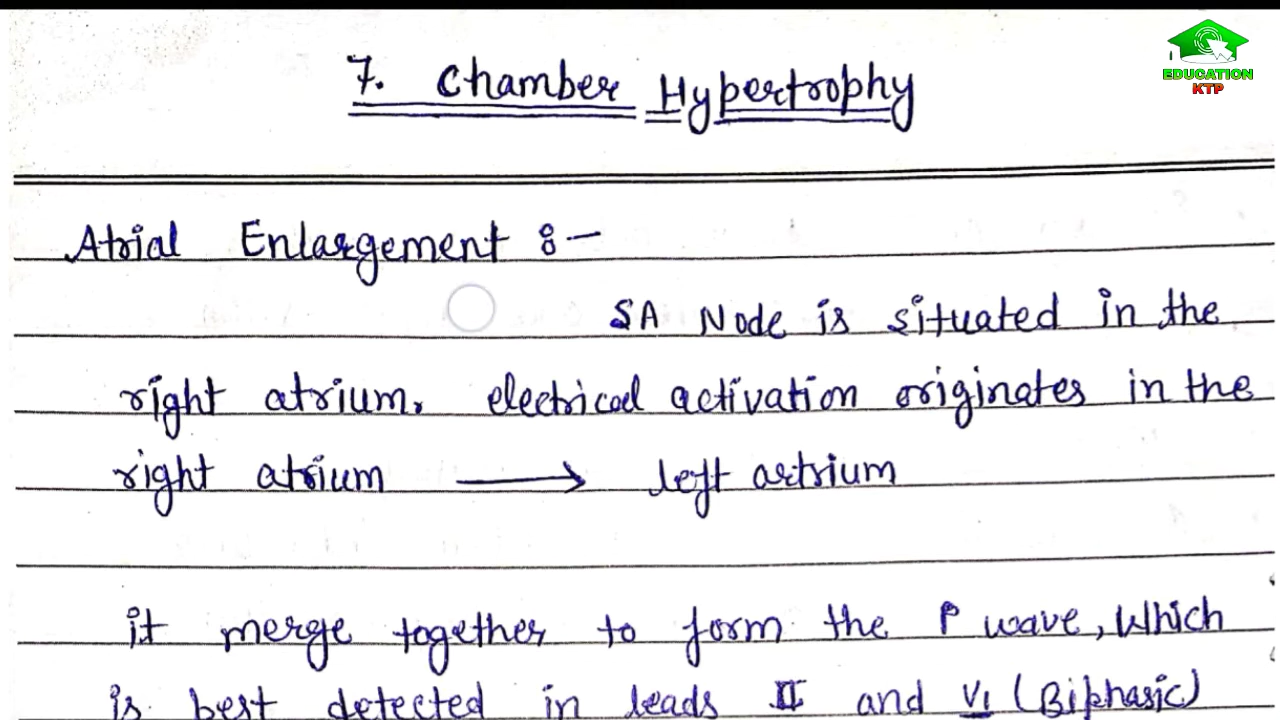 EDUCATION
KTP
7. Chamber Hypertrophy
Atrial Enlargement :-
SA Node is situated in the
right atrium. electrical activation originates in the
right atrium → left artrium
it merge together to form the P wave, Which
is best detected in leads II and V1 (Biphasic)